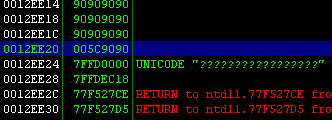 0012EE14 90909090
0012EE18 90909090
0012EE1C 90909090
0012EE20 005C9090
0012EE24 7FFD0000 UNICODE "?????????????????"
0012EE28 7FFDEC18
0012EE2C 77F527CE RETURN to ntdll.77F527CE fro
0012EE30 77F527D5 RETURN to ntdll.77F527D5 fro